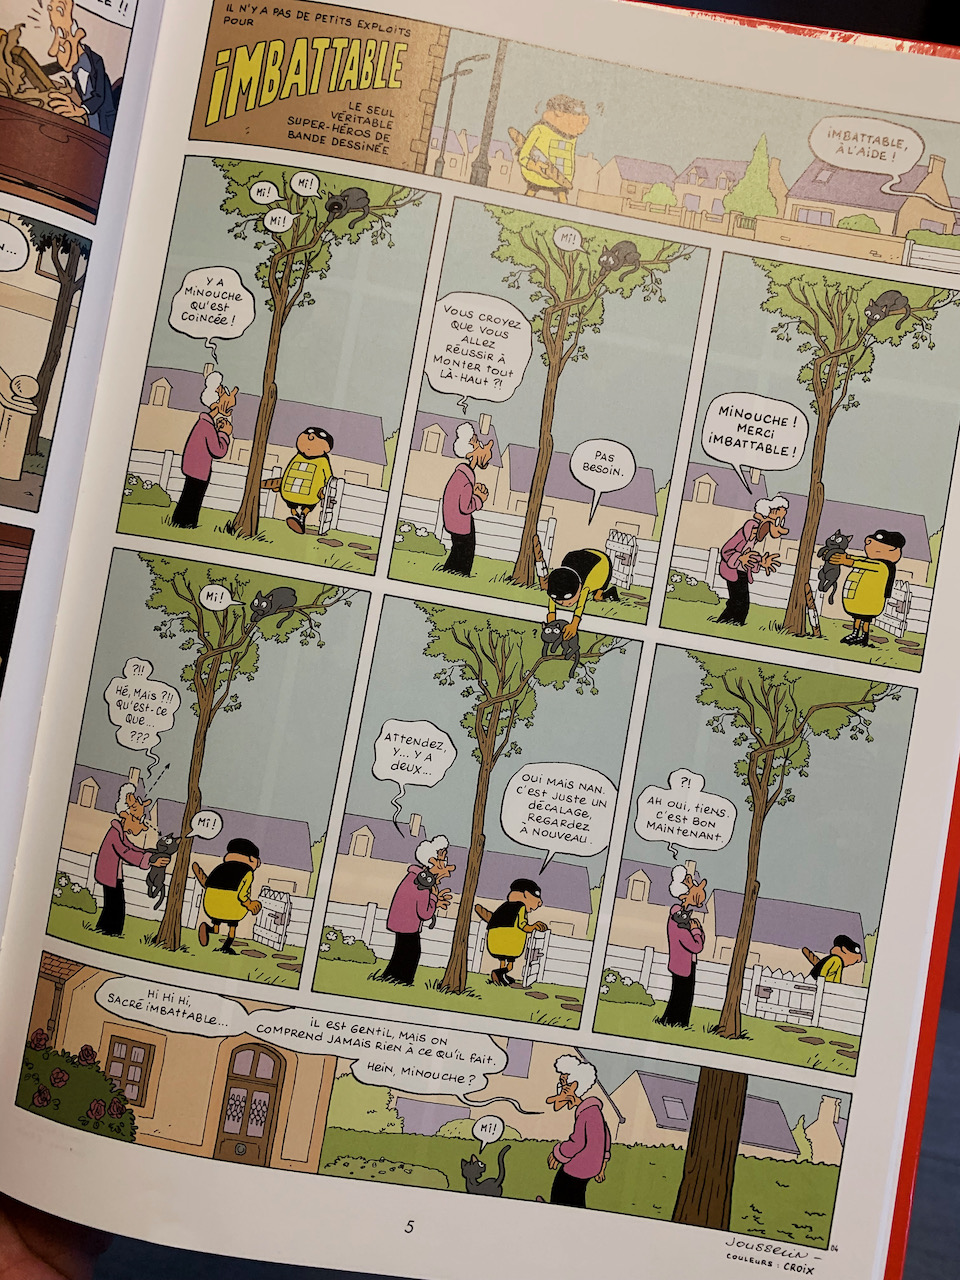 !!
IL N'Y A PAS DE PETITS EXPLOITS
POUR
iMBATTABLE
LE SEUL
VÉRITABLE
SUPER-HÉROS DE
BANDE DESSINÉE
iMBATTABLE,
À L'AIDE !
Mi!
Mi!
Mi!
Y A
MiNOUCHE
QU'EST
COiNCÉE !
Mi!
VOUS CROYEZ
QUE VOUS
ALLEZ
RÉUSSIR À
MONTER TOUT
LÀ-HAUT ?!
PAS
BESOIN.
MiNOUCHE !
MERCI
iMBATTABLE !
Mi!
?!!
HÉ, MAIS ?!!
QU'EST-CE
QUE...
???
Mi!
ATTENDEZ,
Y... Y A
DEUX...
OUI MAIS NAN.
C'EST JUSTE UN
DÉCALAGE,
REGARDEZ
À NOUVEAU.
?!
AH OUI, TIENS.
C'EST BON
MAINTENANT.
Hi Hi Hi,
SACRÉ iMBATTABLE...
iL EST GENTIL, MAIS ON
COMPREND JAMAIS RIEN À CE QU'IL FAIT.
HEIN, MINOUCHE ?
Mi!
5
JOUSSELIN -
COULEURS : CROIX
04